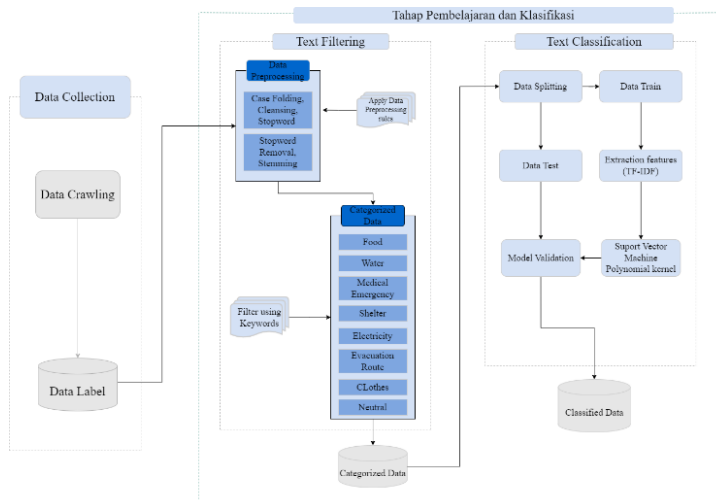 Tahap Pembelajaran dan Klasifikasi
Data Collection
Data Crawling
Data Label
Text Filtering
Data
Preprocessing
Case Folding,
Cleansing,
Stopword
Stopword
Removal,
Stemming
Apply Data
Preprocessing
rules
Categorized
Data
Food
Water
Medical
Emergency
Shelter
Electricity
Evacuation
Route
CLothes
Neutral
Filter using
Keywords
Categorized Data
Text Classification
Data Splitting
Data Train
Data Test
Extraction features
(TF-IDF)
Model Validation
Suport Vector
Machine
Polynomial kernel
Classified Data